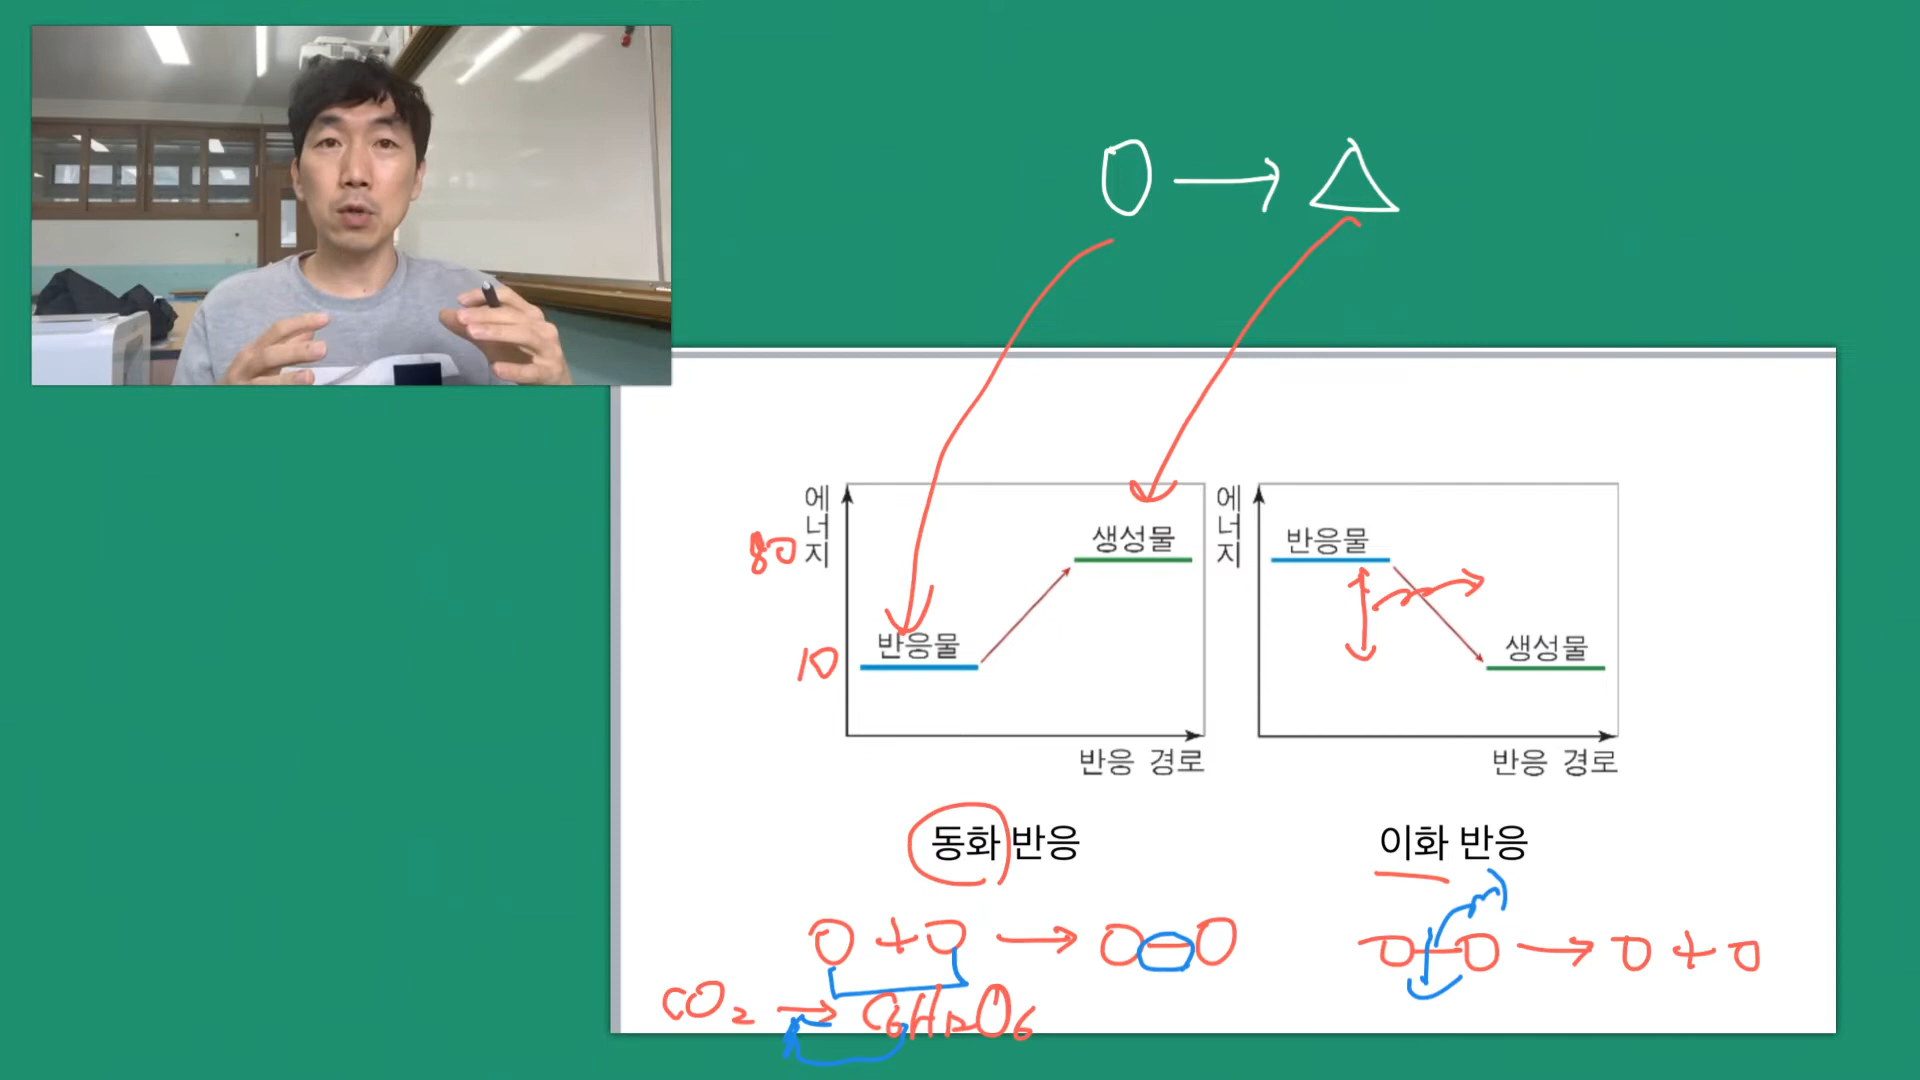 O → △
에너지
80
생성물
10
반응물
반응 경로
에너지
반응물
생성물
반응 경로
동화 반응
이화 반응
O + O → O-O
O-O → O + O
CO₂ → C6H12O6